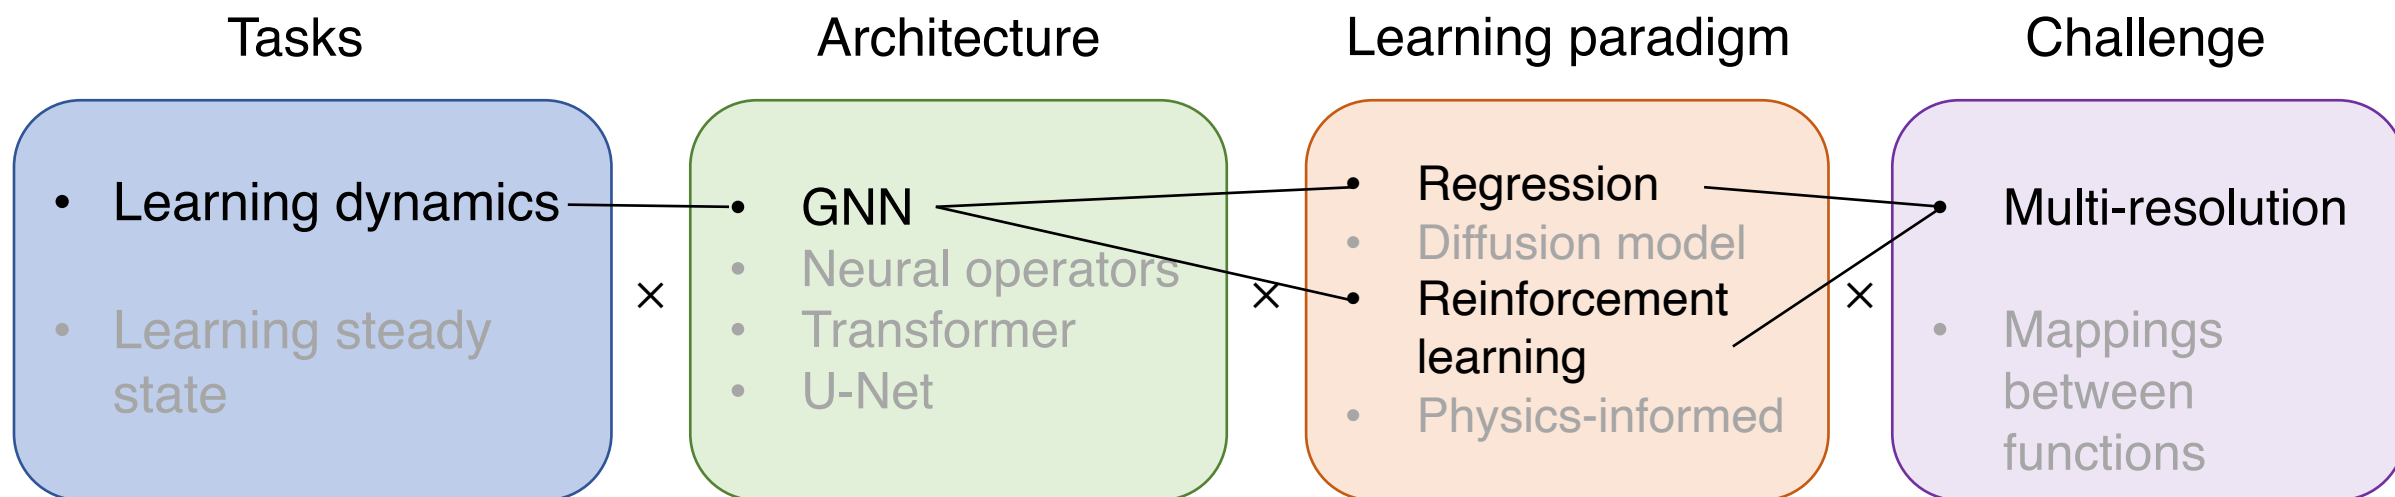 Tasks
• Learning dynamics
• Learning steady
state
×
Architecture
• GNN
• Neural operators
• Transformer
• U-Net
×
Learning paradigm
• Regression
• Diffusion model
• Reinforcement
learning
• Physics-informed
×
Challenge
• Multi-resolution
• Mappings
between
functions